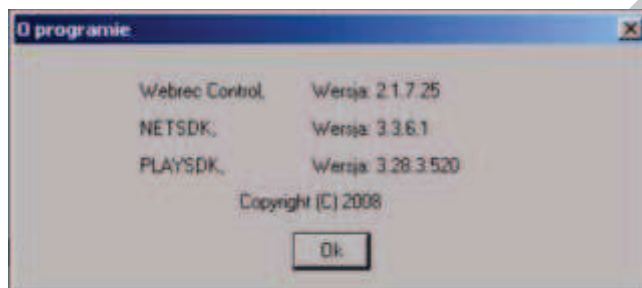 O programie
Webrec Control, Wersja: 2.1.7.25
NETSDK, Wersja: 3.3.6.1
PLAYSDK, Wersja: 3.28.3.520
Copyright (C) 2008
Ok